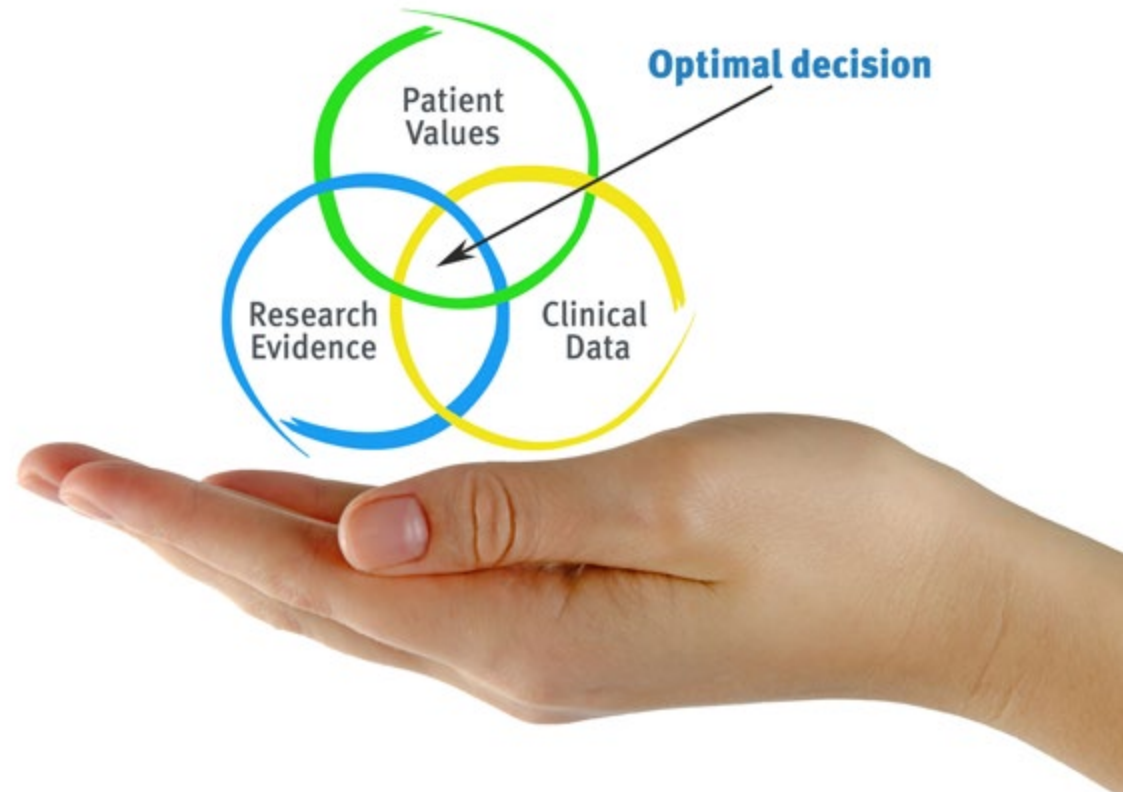 Optimal decision
Patient
Values
Research
Evidence
Clinical
Data